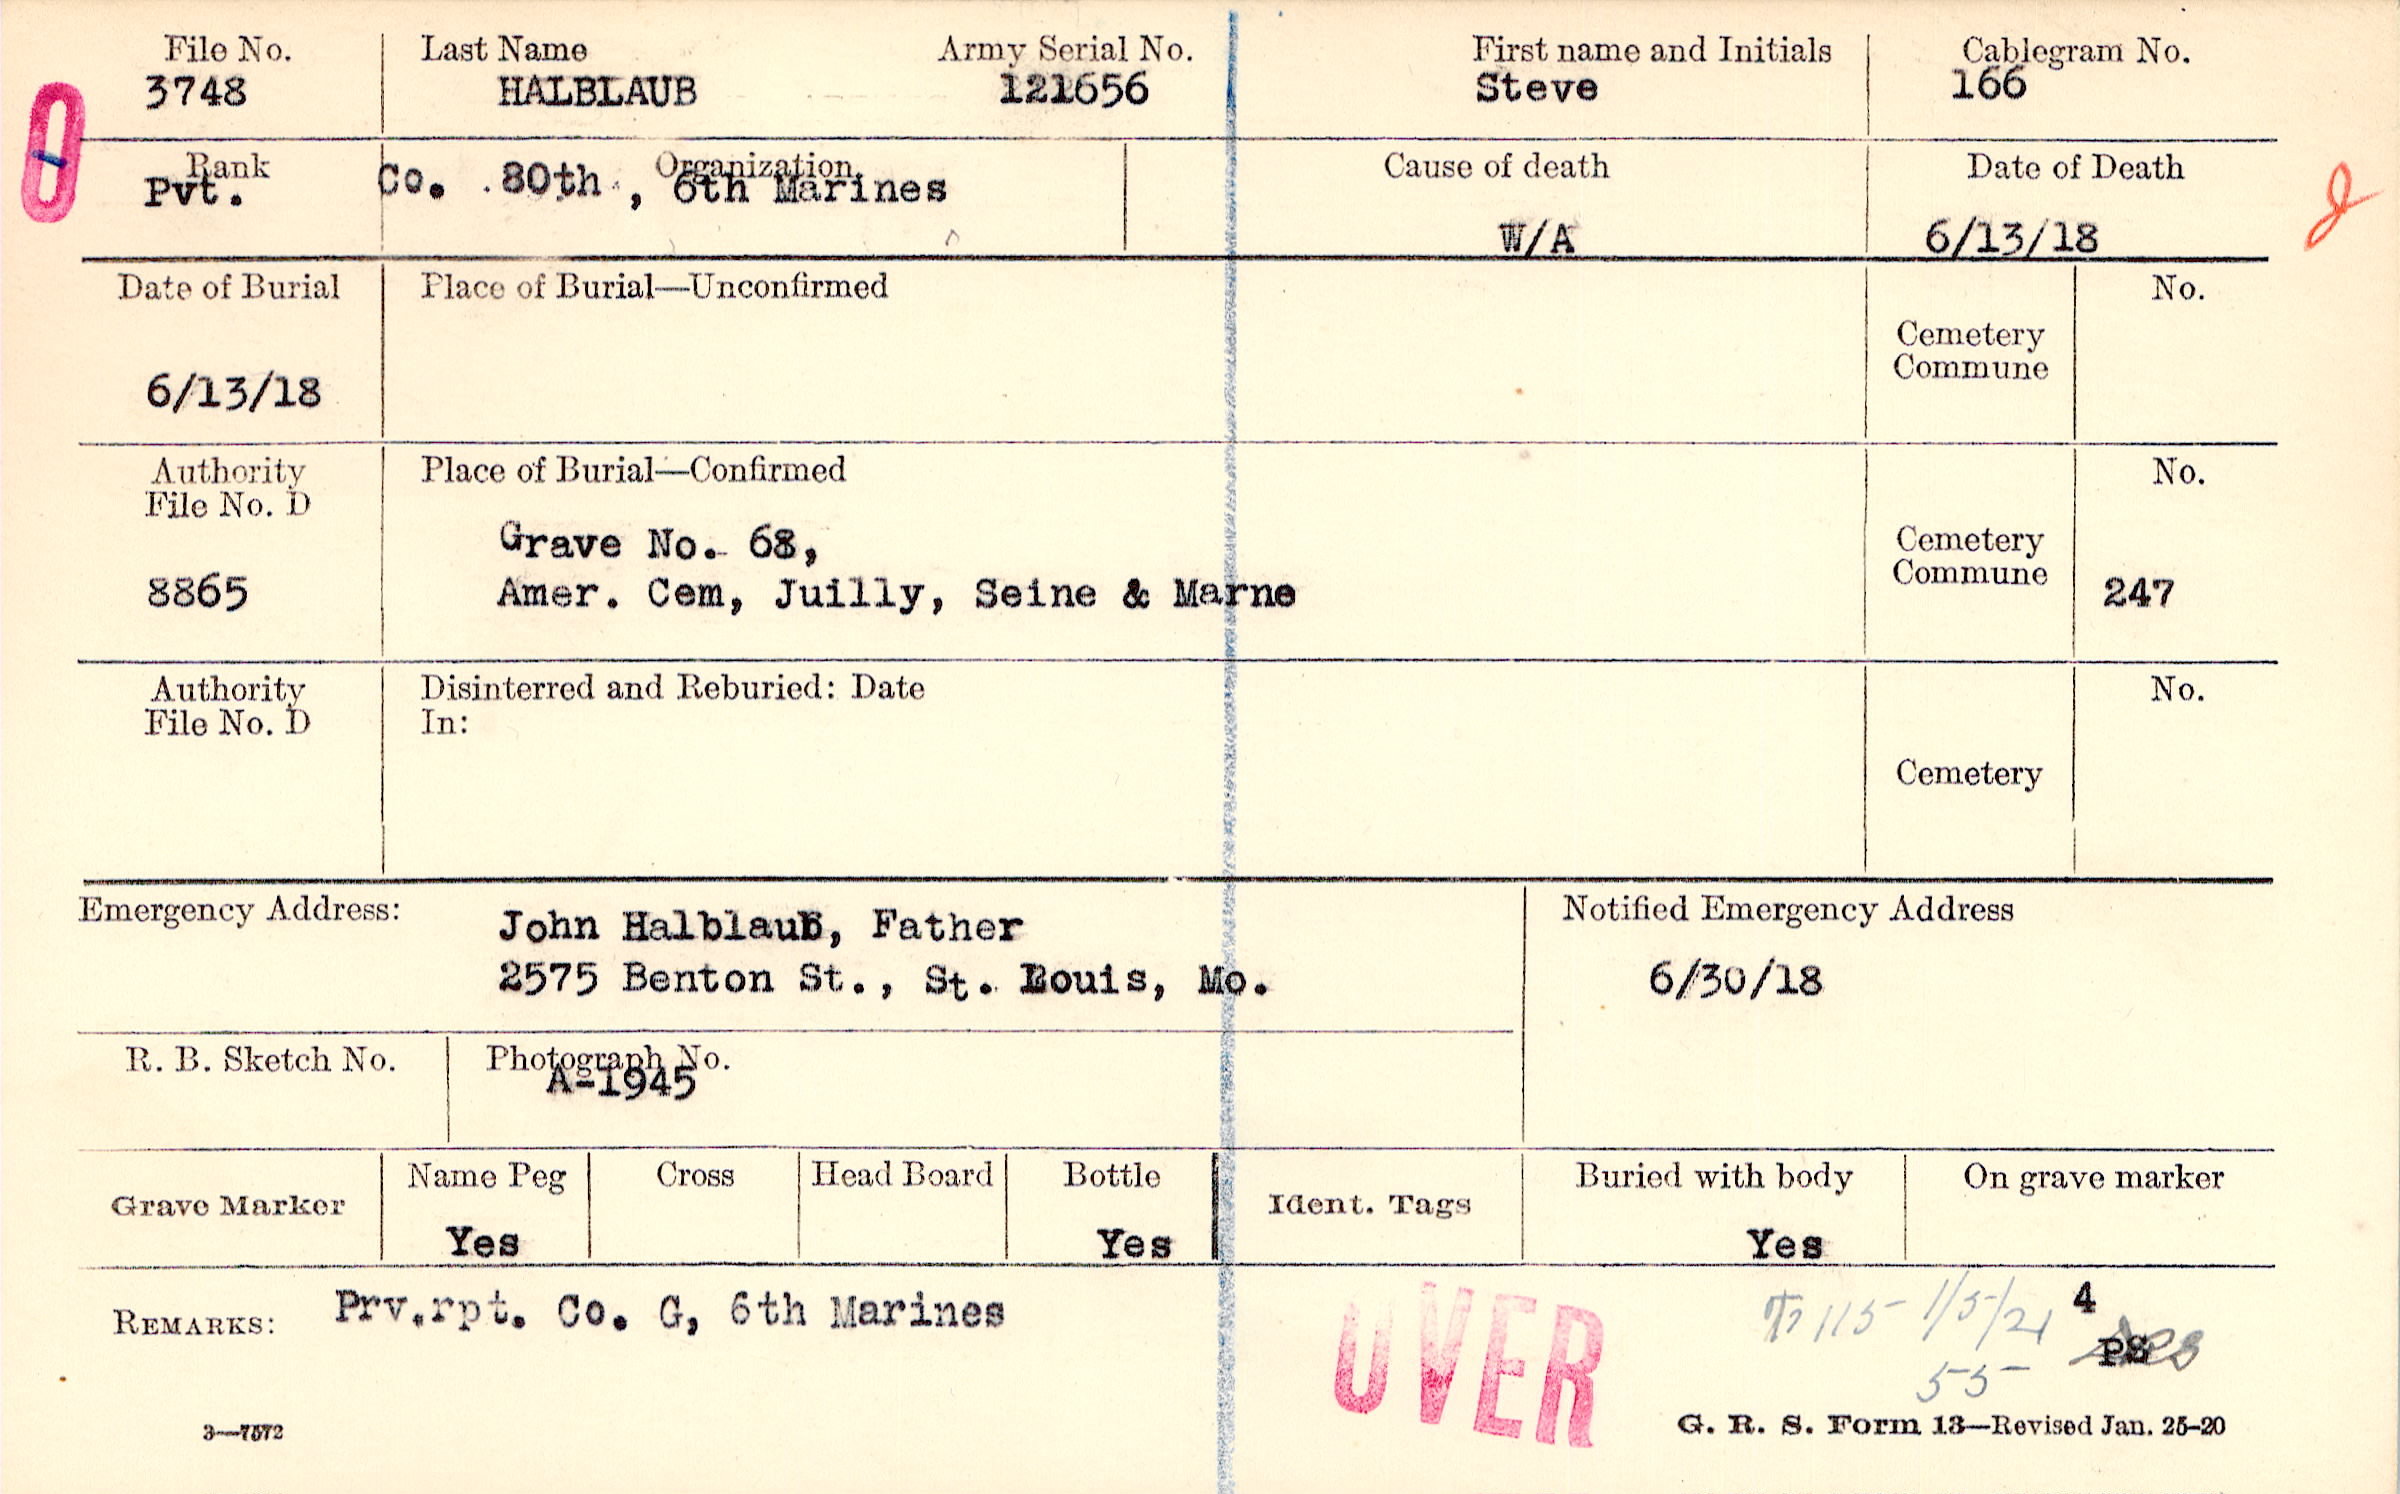 File No. Last Name Army Serial No. First name and Initials Cablegram No.
3748 HALBLAUB 121656 Steve 166
Rank Organization Cause of death Date of Death
Pvt. Co. 80th, 6th Marines W/A 6/13/18
Date of Burial Place of Burial—Unconfirmed No.
Cemetery
Commune
6/13/18
Authority Place of Burial—Confirmed No.
File No. D
Grave No. 68, Cemetery
Commune
8865 Amer. Cem, Juilly, Seine & Marne 247
Authority Disinterred and Reburied: Date No.
File No. D In:
Cemetery
Emergency Address: John Halblaub, Father Notified Emergency Address
2575 Benton St., St. Louis, Mo. 6/30/18
R. B. Sketch No. Photograph No.
A-1945
Name Peg Cross Head Board Bottle Buried with body On grave marker
Grave Marker Ident. Tags
Yes Yes Yes
REMARKS: Prv.rpt. Co. G, 6th Marines 4
OVER 115 1/5/21
PS
55
3—7572 G. R. S. Form 13—Revised Jan. 25-20